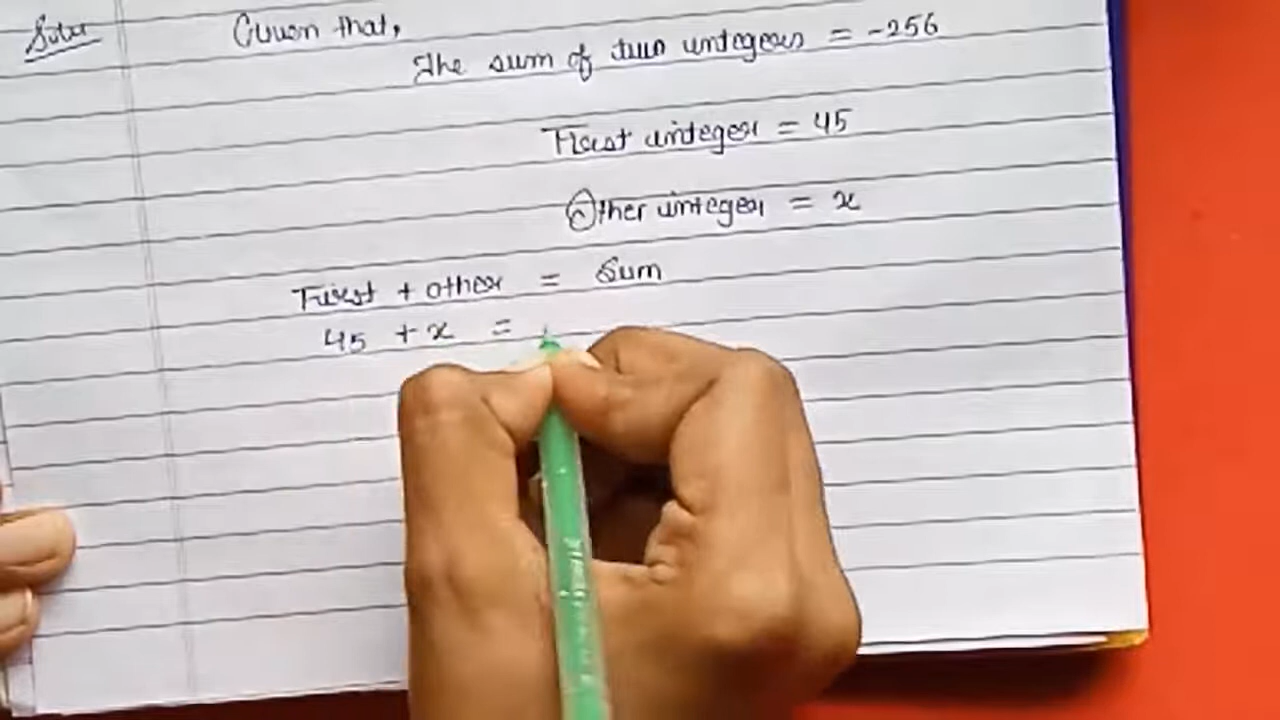 Soln Given that,
The sum of two integers = -256
First integer = 45
Other integer = x
First + other = Sum
45 + x =